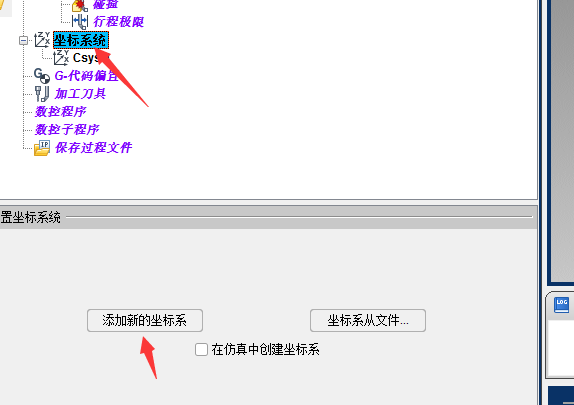 碰撞
行程极限
坐标系统
Csys
G-代码偏置
加工刀具
数控程序
数控子程序
IP 保存过程文件
置坐标系统
添加新的坐标系
坐标系从文件...
在仿真中创建坐标系
LOG